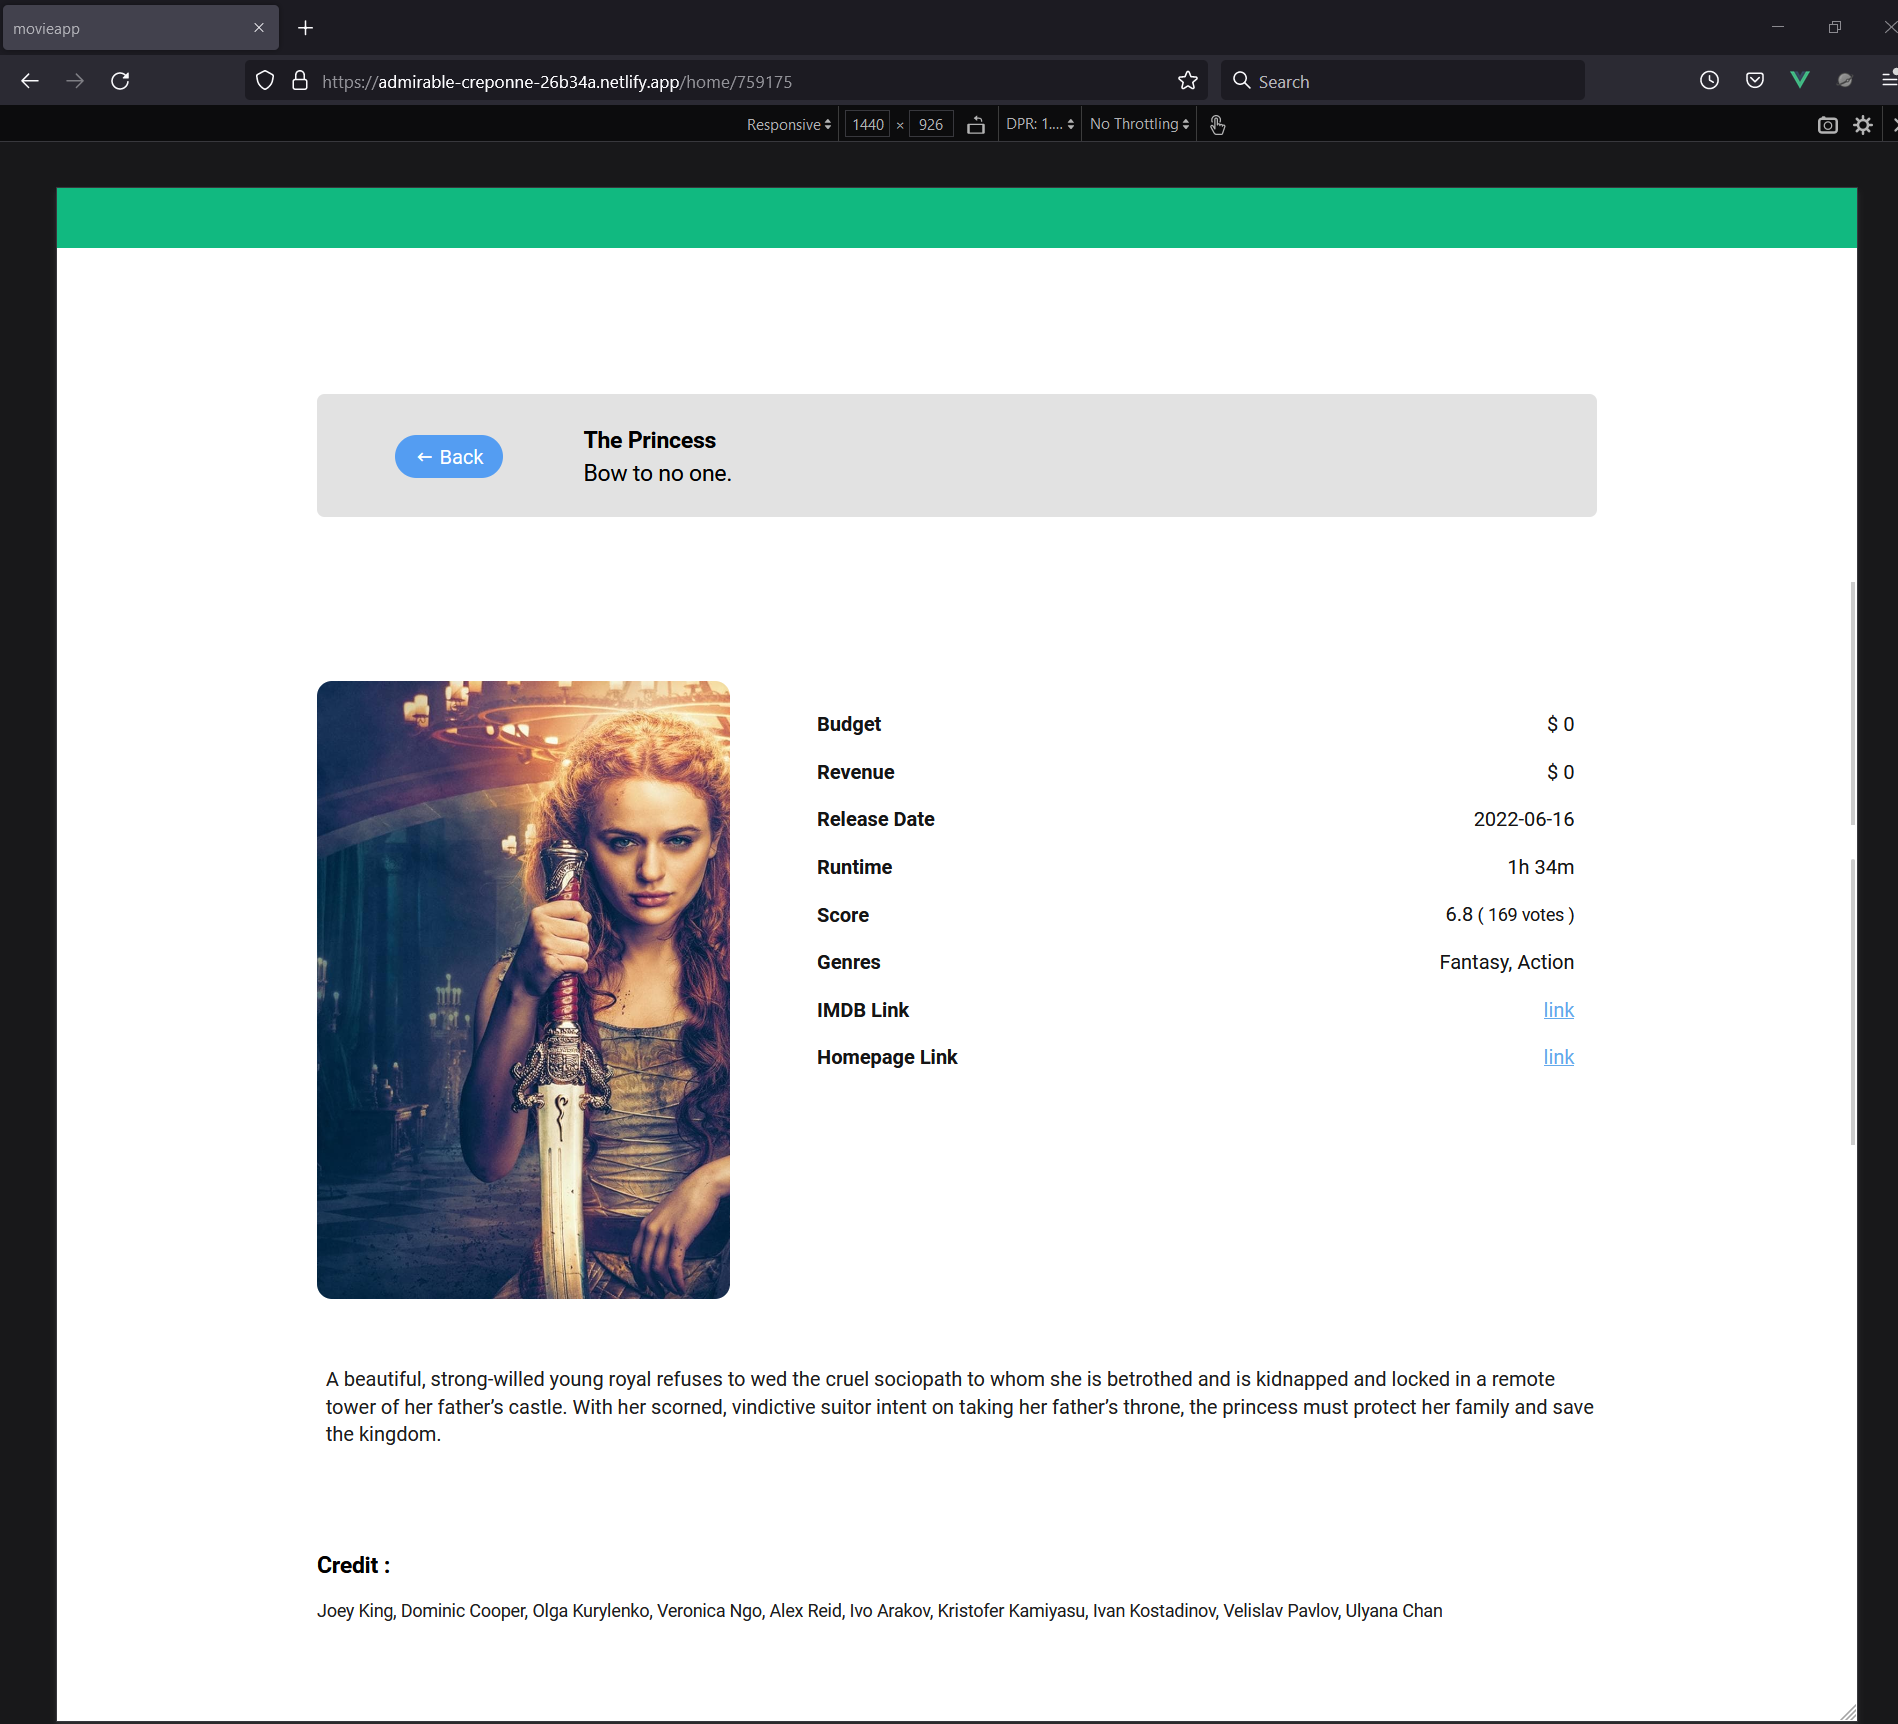 movieapp
https://admirable-creponne-26b34a.netlify.app/home/759175
Search
Responsive
1440 × 926
DPR: 1....
No Throttling
← Back
The Princess
Bow to no one.
Budget $ 0
Revenue $ 0
Release Date 2022-06-16
Runtime 1h 34m
Score 6.8 ( 169 votes )
Genres Fantasy, Action
IMDB Link link
Homepage Link link
A beautiful, strong-willed young royal refuses to wed the cruel sociopath to whom she is betrothed and is kidnapped and locked in a remote
tower of her father’s castle. With her scorned, vindictive suitor intent on taking her father’s throne, the princess must protect her family and save
the kingdom.
Credit :
Joey King, Dominic Cooper, Olga Kurylenko, Veronica Ngo, Alex Reid, Ivo Arakov, Kristofer Kamiyasu, Ivan Kostadinov, Velislav Pavlov, Ulyana Chan